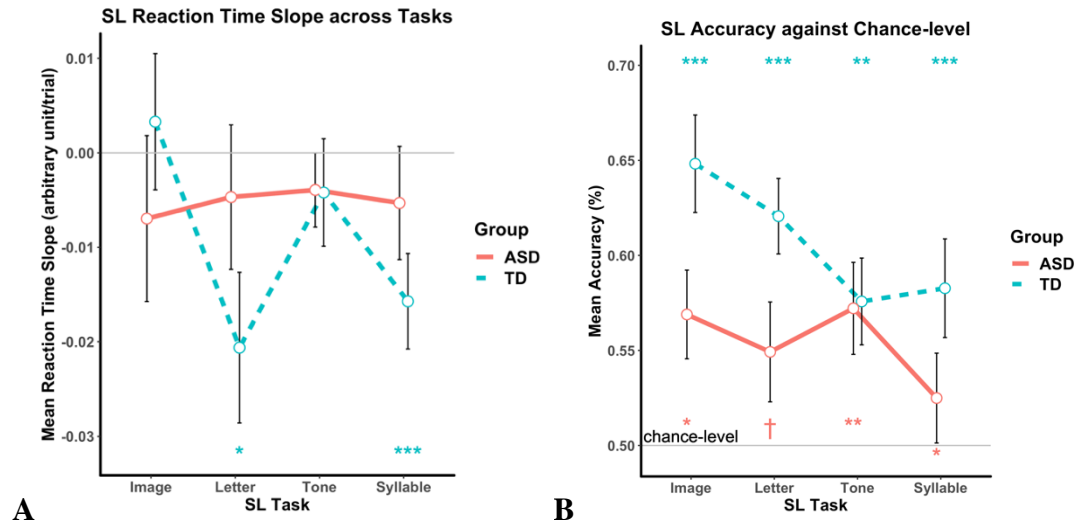 SL Reaction Time Slope across Tasks
Mean Reaction Time Slope (arbitrary unit/trial)
0.01
0.00
-0.01
-0.02
-0.03
* ***
Image Letter Tone Syllable
SL Task
Group
ASD
TD
A
SL Accuracy against Chance-level
Mean Accuracy (%)
*** *** ** ***
0.70
0.65
0.60
0.55
0.50
* † ** *
chance-level
Image Letter Tone Syllable
SL Task
Group
ASD
TD
B